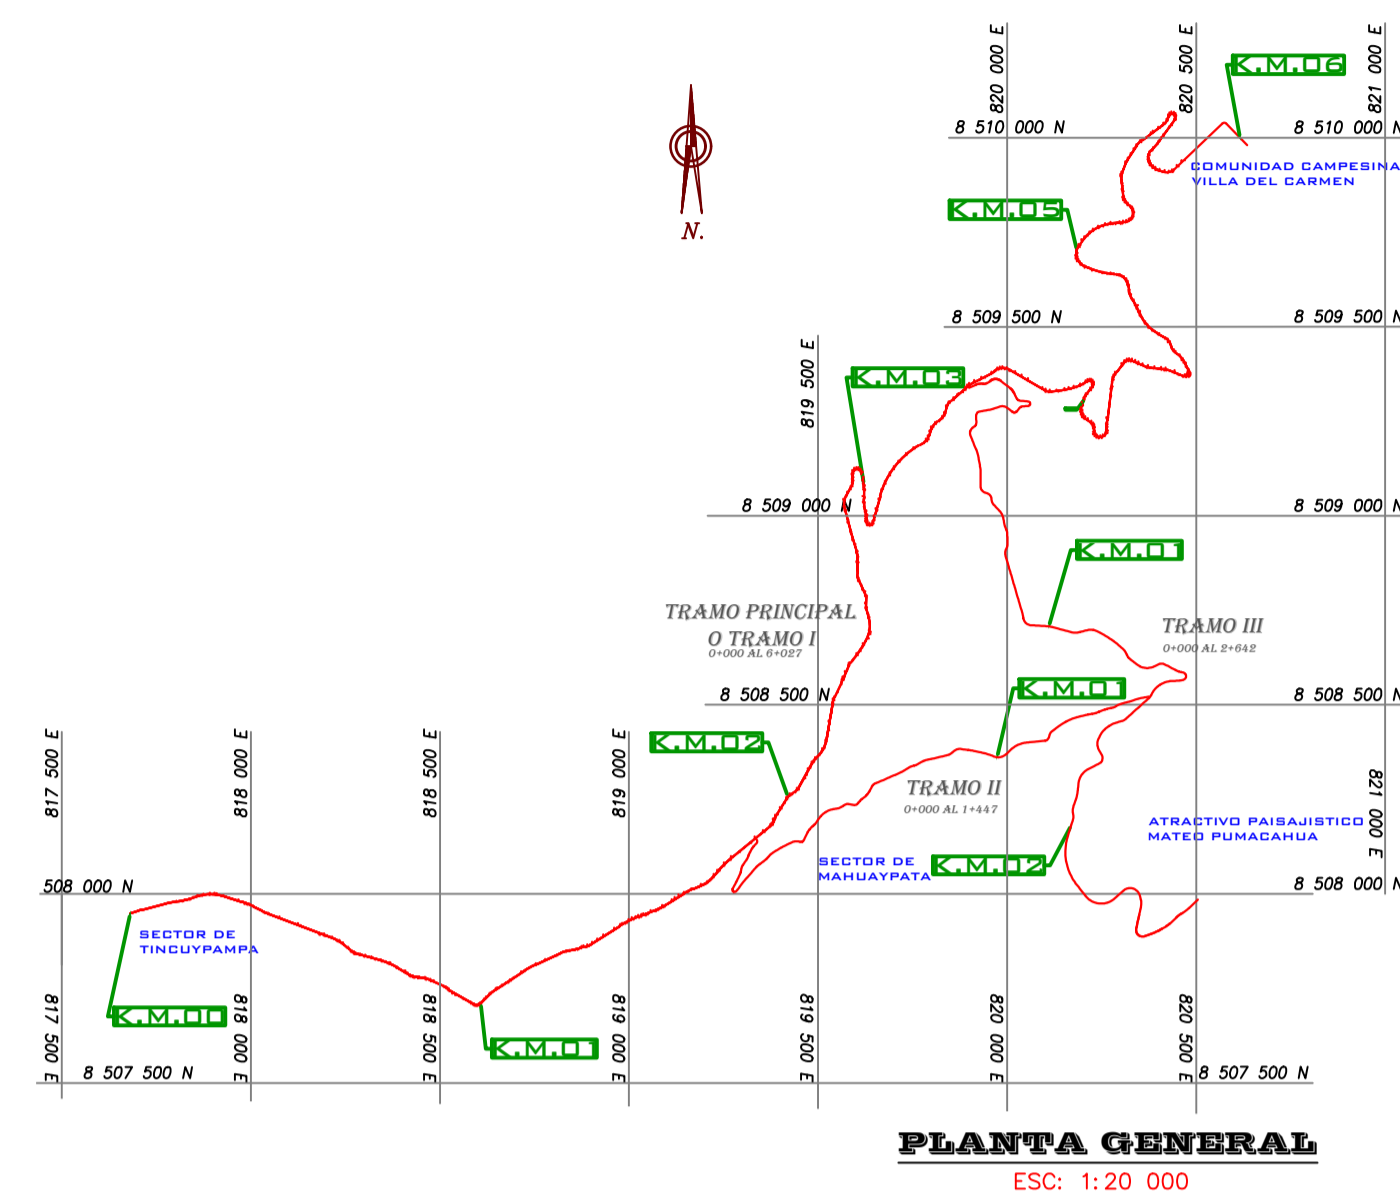 820 000 E
820 500 E
821 000 E
K.M.06
8 510 000 N
8 510 000 N
COMUNIDAD CAMPESINA
VILLA DEL CARMEN
K.M.05
N.
8 509 500 N
8 509 500 N
819 500 E
K.M.03
8 509 000 N
8 509 000 N
K.M.01
TRAMO PRINCIPAL
O TRAMO I
0+000 AL 6+027
TRAMO III
0+000 AL 2+642
K.M.01
8 508 500 N
8 508 500 N
817 500 E
818 000 E
818 500 E
819 000 E
K.M.02
TRAMO II
0+000 AL 1+447
821 000 E
ATRACTIVO PAISAJISTICO
MATEO PUMACAHUA
SECTOR DE
MAHUAYPATA
K.M.02
508 000 N
8 508 000 N
SECTOR DE
TINCUYPAMPA
K.M.00
K.M.01
817 500 E
818 000 E
818 500 E
819 000 E
819 500 E
820 000 E
820 500 E
8 507 500 N
8 507 500 N
PLANTA GENERAL
ESC: 1:20 000